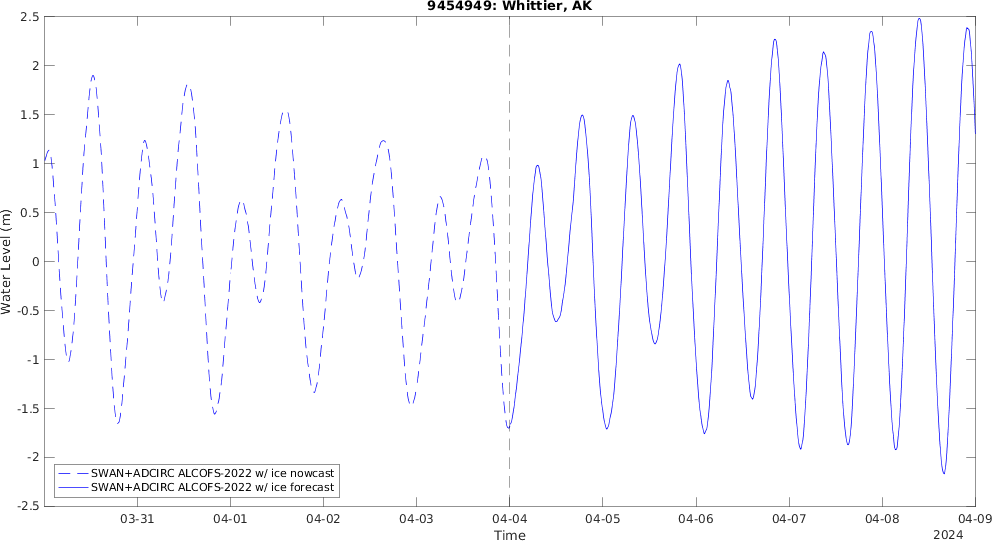 9454949: Whittier, AK
Water Level (m)
2.5
2
1.5
1
0.5
0
-0.5
-1
-1.5
-2
-2.5
SWAN+ADCIRC ALCOFS-2022 w/ ice nowcast
SWAN+ADCIRC ALCOFS-2022 w/ ice forecast
03-31 04-01 04-02 04-03 04-04 04-05 04-06 04-07 04-08 04-09
Time
2024